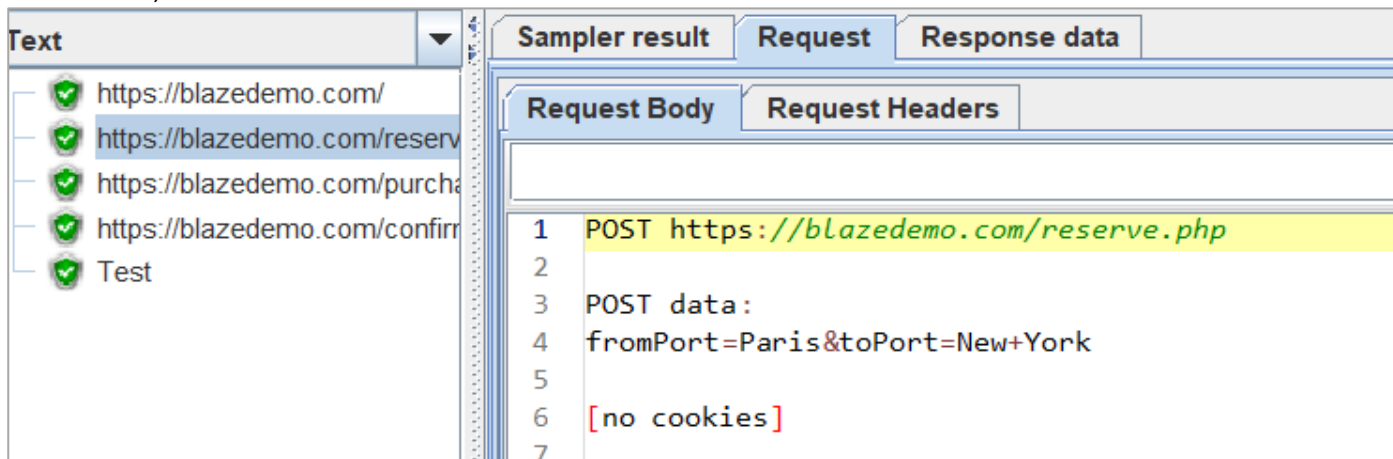 Text
https://blazedemo.com/
https://blazedemo.com/reserv
https://blazedemo.com/purcha
https://blazedemo.com/confirr
Test
Sampler result Request Response data
Request Body Request Headers
1 POST https://blazedemo.com/reserve.php
2
3 POST data:
4 fromPort=Paris&toPort=New+York
5
6 [no cookies]
7